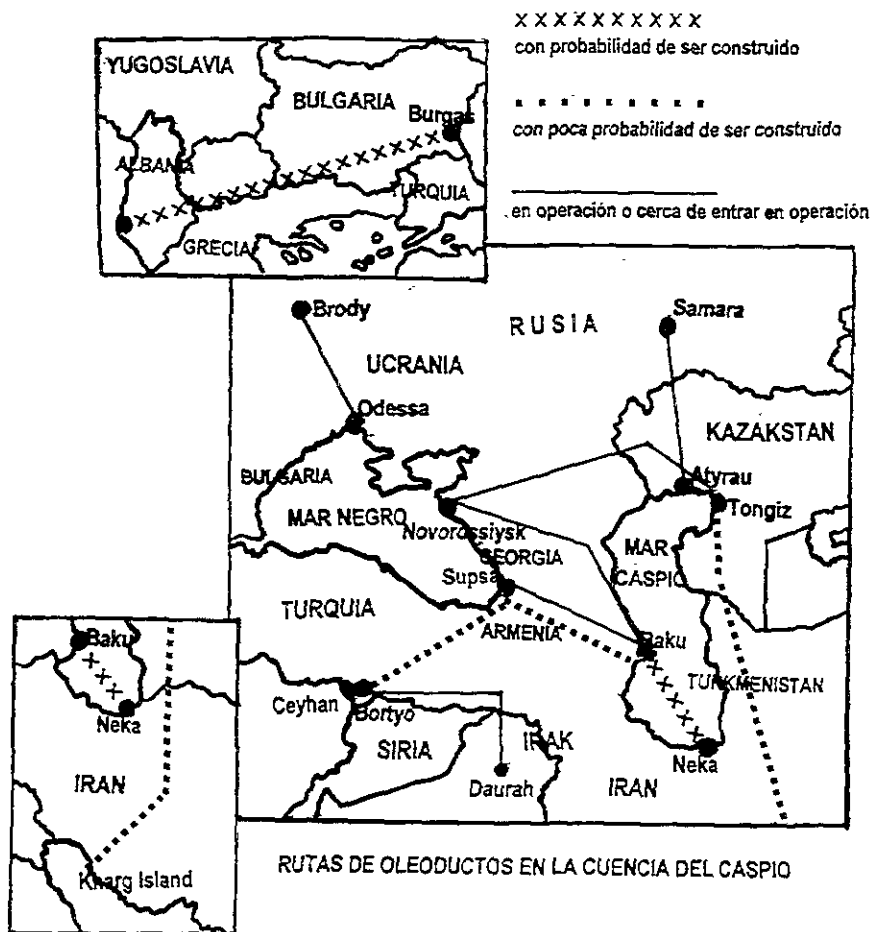 con probabilidad de ser construido
con poca probabilidad de ser construido
en operación o cerca de entrar en operación
YUGOSLAVIA
BULGARIA
Burgas
ALBANIA
TURQUIA
GRECIA
Brody
RUSIA
Samara
UCRANIA
Odessa
KAZAKSTAN
BULGARIA
Atyrau
Tongiz
MAR NEGRO
Novorossiysk
GEORGIA
MAR
CASPIO
Supsa
TURQUIA
ARMENIA
Baku
TURKMENISTAN
Ceyhan
Bortyo
SIRIA
IRAK
Neka
Daurah
IRAN
Baku
Neka
IRAN
Kharg Island
RUTAS DE OLEODUCTOS EN LA CUENCIA DEL CASPIO